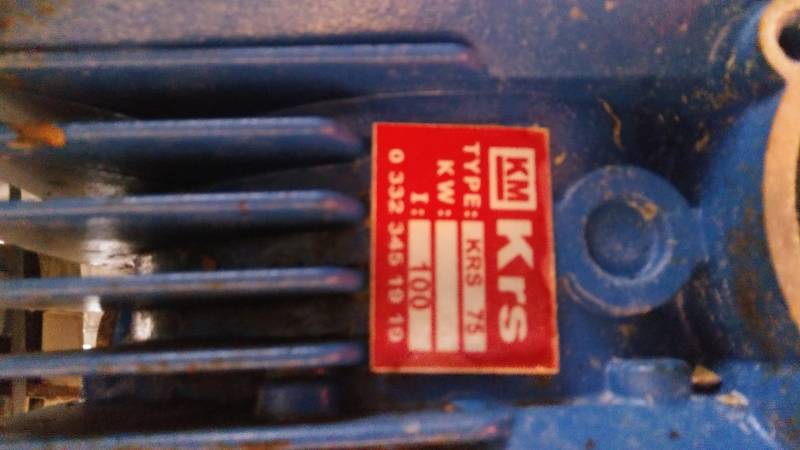 KM Krs
TYPE: KRS 75
KW:
I: 100
0 332 345 19 19